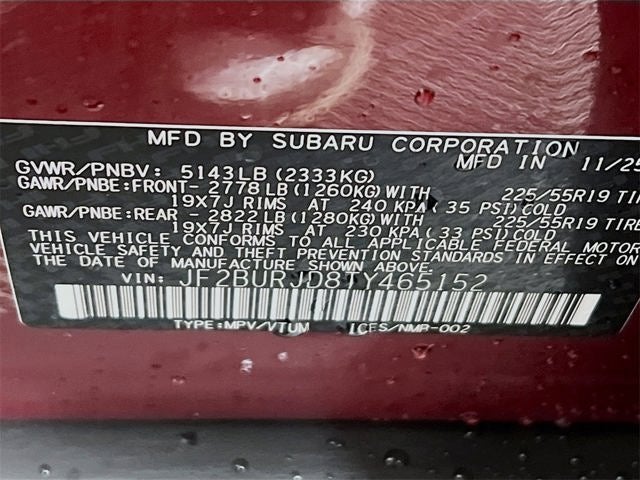 MFD BY SUBARU CORPORATION
GVWR/PNBV: 5143LB (2333KG) MFD IN 11/25
GAWR/PNBE: FRONT- 2778 LB (1260KG) WITH 225/55R19 TIR
19X7J RIMS AT 240 KPA (35 PSI) COLD
GAWR/PNBE: REAR - 2822 LB (1280KG) WITH 225/55R19 TIRE
19X7J RIMS AT 230 KPA (33 PSI) COLD
THIS VEHICLE CONFORMS TO ALL APPLICABLE FEDERAL MOTOR
VEHICLE SAFETY AND THEFT PREVENTION STANDARDS IN EFFECT ON
THE DATE OF MANUFACTURE SHOWN ABOVE.
VIN: JF2BURJD8TY465152
TYPE:MPV/VTUM ICES/NMB-002